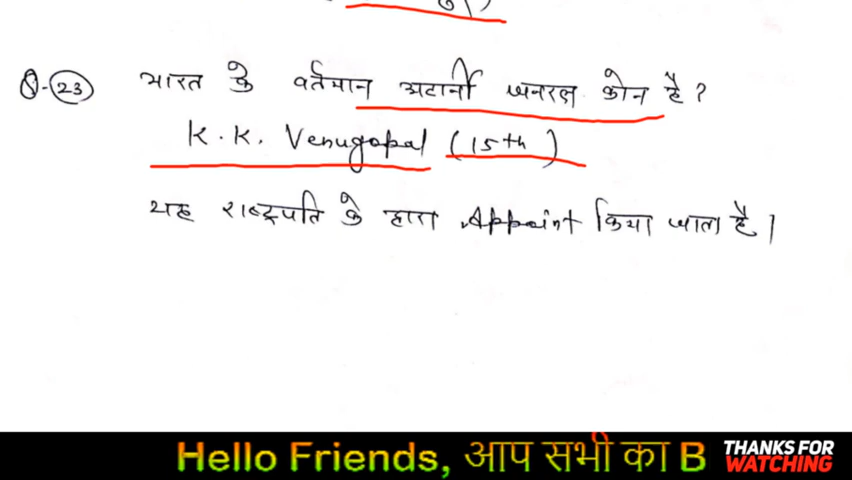 Q.23 भारत के वर्तमान अटार्नी जनरल कौन है?
K.K. Venugopal (15th)
यह राष्ट्रपति के द्वारा Appoint किया जाता है।
Hello Friends, आप सभी का B
THANKS FOR
WATCHING